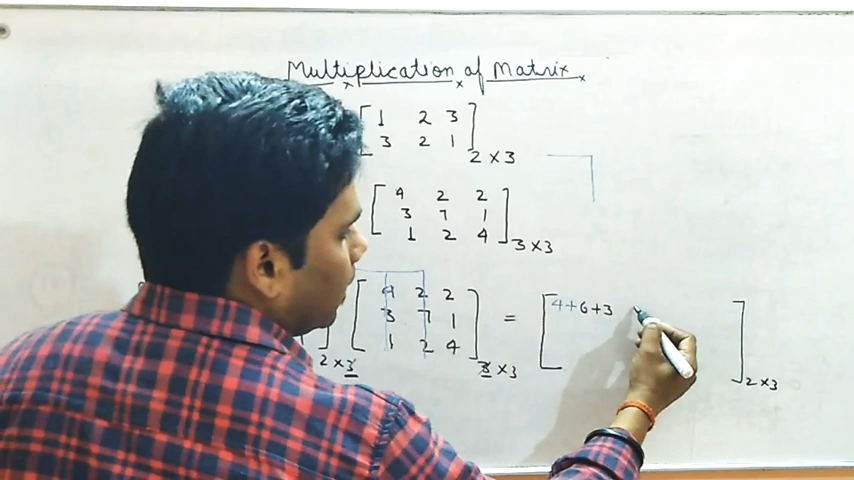 Multiplication of Matrix
[1 2 3
3 2 1] 2×3
[4 2 2
3 7 1
1 2 4] 3×3
] 2×3 [4 2 2
3 7 1
1 2 4] 3×3 = [4+6+3 ] 2×3